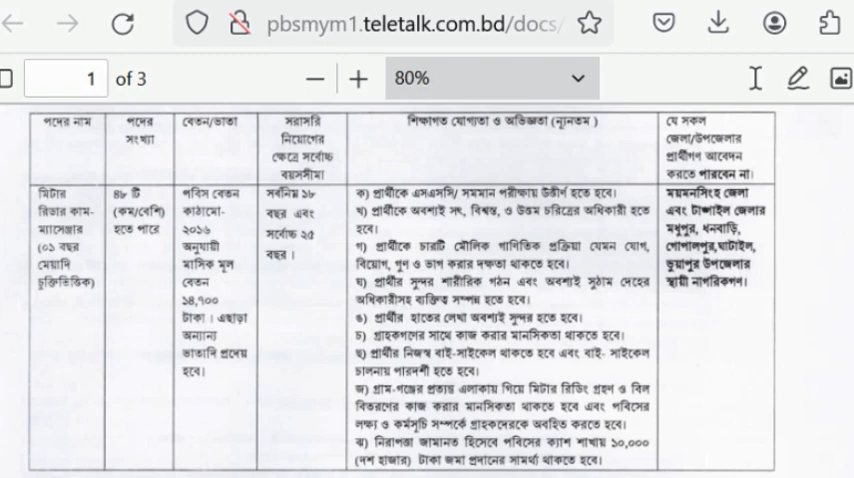 pbsmym1.teletalk.com.bd/docs/
1 of 3
80%
পদের নাম
পদের
সংখ্যা
বেতন/ভাতা
সরাসরি
নিয়োগের
ক্ষেত্রে সর্বোচ্চ
বয়সসীমা
শিক্ষাগত যোগ্যতা ও অভিজ্ঞতা (ন্যূনতম )
যে সকল
জেলা/উপজেলার
প্রার্থীগণ আবেদন
করতে পারবেন না।
মিটার
রিডার কাম-
ম্যাসেঞ্জার
(০১ বছর
মেয়াদি
চুক্তিভিত্তিক)
৪৮ টি
(কম/বেশি)
হতে পারে
পবিস বেতন
কাঠামো-
২০১৬
অনুযায়ী
মাসিক মূল
বেতন
১৪,৭০০
টাকা । এছাড়া
অন্যান্য
ভাতাদি প্রদেয়
হবে।
সর্বনিম্ন ১৮
বছর এবং
সর্বোচ্চ ২৫
বছর ।
ক) প্রার্থীকে এসএসসি/ সমমান পরীক্ষায় উত্তীর্ণ হতে হবে।
খ) প্রার্থীকে অবশ্যই সৎ, বিশ্বস্ত, ও উত্তম চরিত্রের অধিকারী হতে
হবে।
গ) প্রার্থীকে চারটি মৌলিক গাণিতিক প্রক্রিয়া যেমন যোগ,
বিয়োগ, গুণ ও ভাগ করার দক্ষতা থাকতে হবে।
ঘ) প্রার্থীর সুন্দর শারীরিক গঠন এবং অবশ্যই সুঠাম দেহের
অধিকারীসহ ব্যক্তিত্ব সম্পন্ন হতে হবে।
ঙ) প্রার্থীর হাতের লেখা অবশ্যই সুন্দর হতে হবে।
চ) গ্রাহকগণের সাথে কাজ করার মানসিকতা থাকতে হবে।
ছ) প্রার্থীর নিজস্ব বাই-সাইকেল থাকতে হবে এবং বাই- সাইকেল
চালনায় পারদর্শী হতে হবে।
জ) গ্রাম-গঞ্জের প্রত্যন্ত এলাকায় গিয়ে মিটার রিডিং গ্রহণ ও বিল
বিতরণের কাজ করার মানসিকতা থাকতে হবে এবং পবিসের
লক্ষ্য ও কর্মসূচি সম্পর্কে গ্রাহকদেরকে অবহিত করতে হবে।
ঝ) নিরাপত্তা জামানত হিসেবে পবিসের ক্যাশ শাখায় ১০,০০০
(দশ হাজার) টাকা জমা প্রদানের সামর্থ্য থাকতে হবে।
ময়মনসিংহ জেলা
এবং টাঙ্গাইল জেলার
মধুপুর, ধনবাড়ি,
গোপালপুর,ঘাটাইল,
ভুয়াপুর উপজেলার
স্থায়ী নাগরিকগণ।